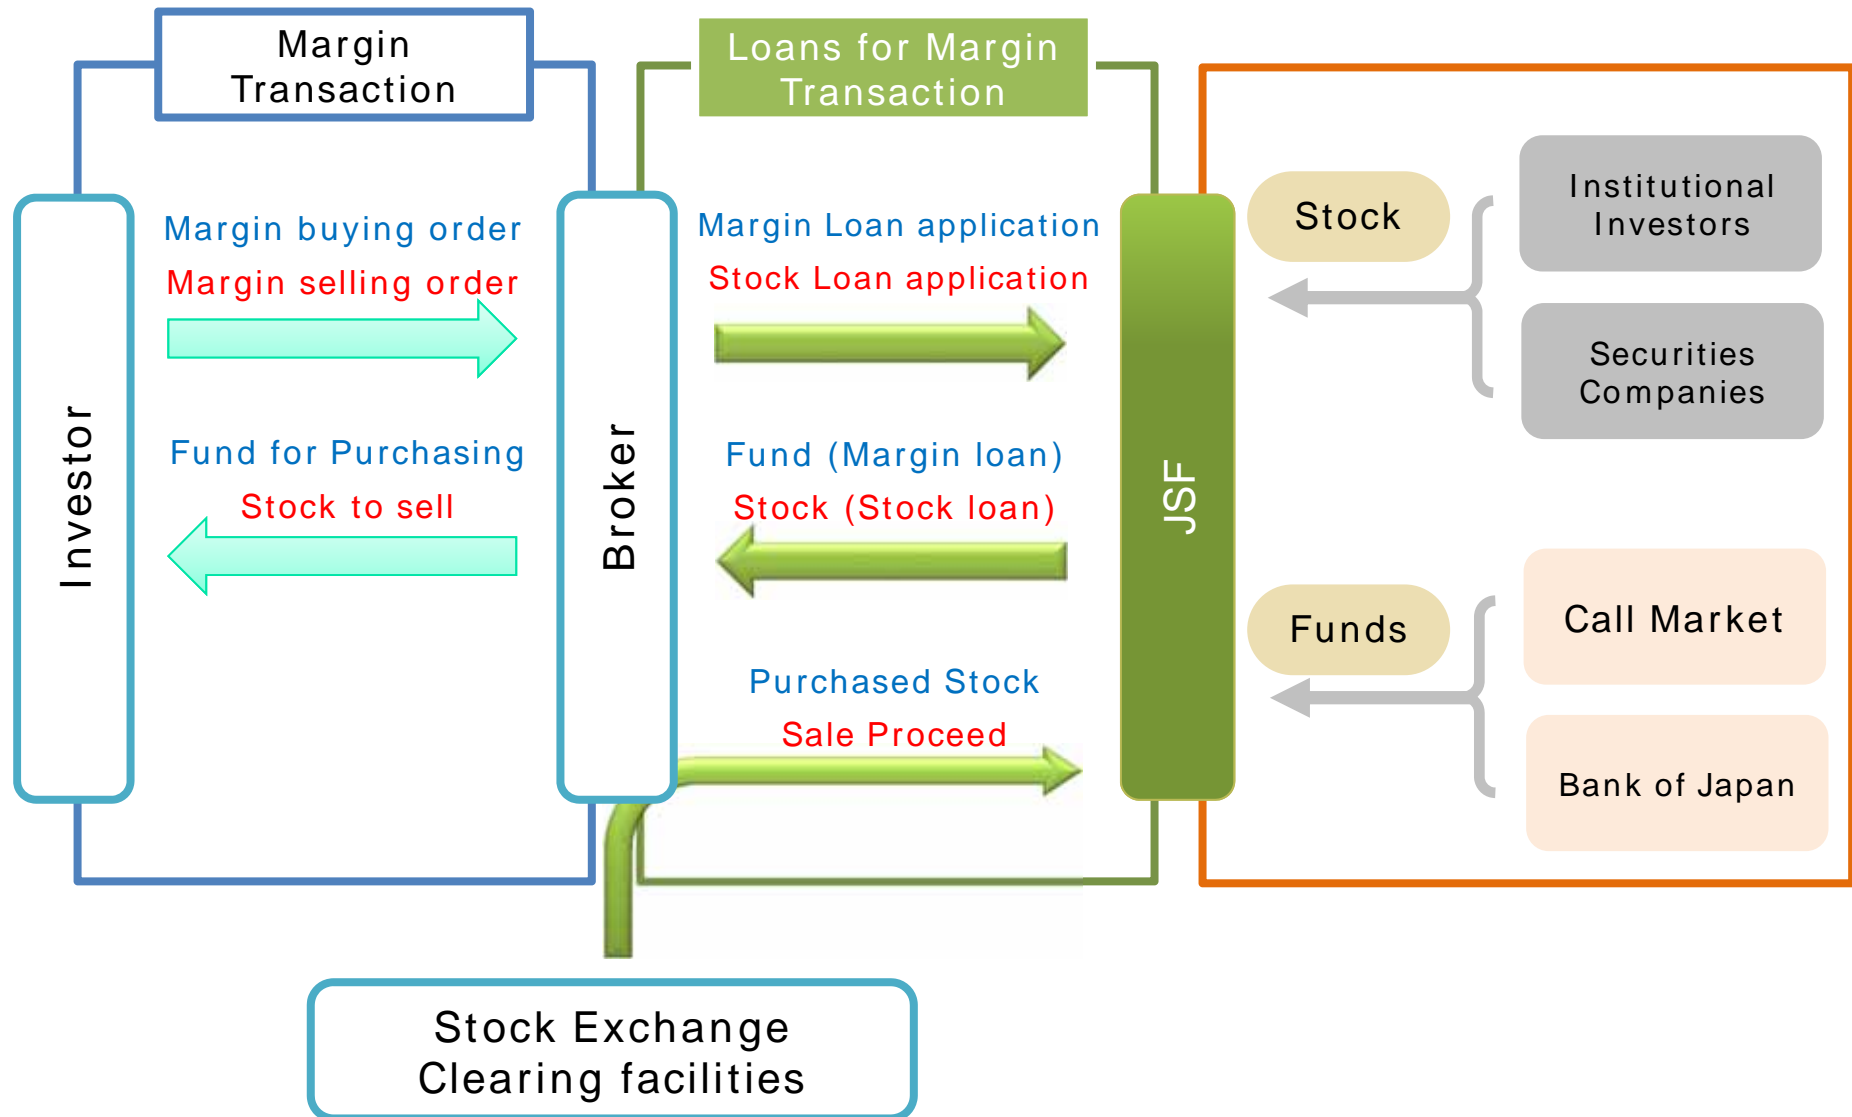 Margin
Transaction
Loans for Margin
Transaction
Investor
Margin buying order
Margin selling order
Fund for Purchasing
Stock to sell
Broker
Margin Loan application
Stock Loan application
Fund (Margin loan)
Stock (Stock loan)
Purchased Stock
Sale Proceed
JSF
Stock
Institutional
Investors
Securities
Companies
Funds
Call Market
Bank of Japan
Stock Exchange
Clearing facilities